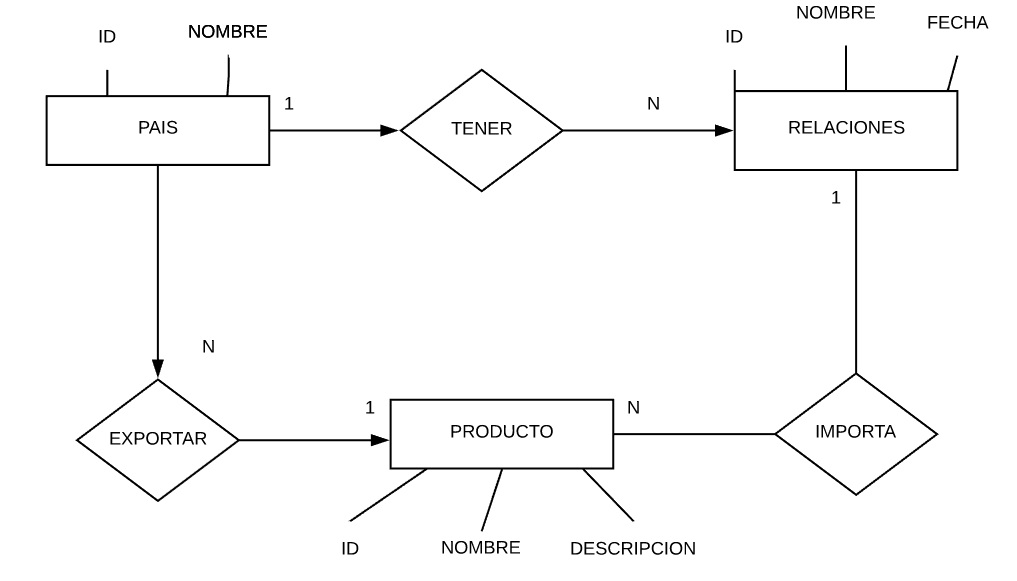 NOMBRE
FECHA
ID
NOMBRE
ID
1
N
PAIS
TENER
RELACIONES
1
N
1
N
EXPORTAR
PRODUCTO
IMPORTA
ID
NOMBRE
DESCRIPCION